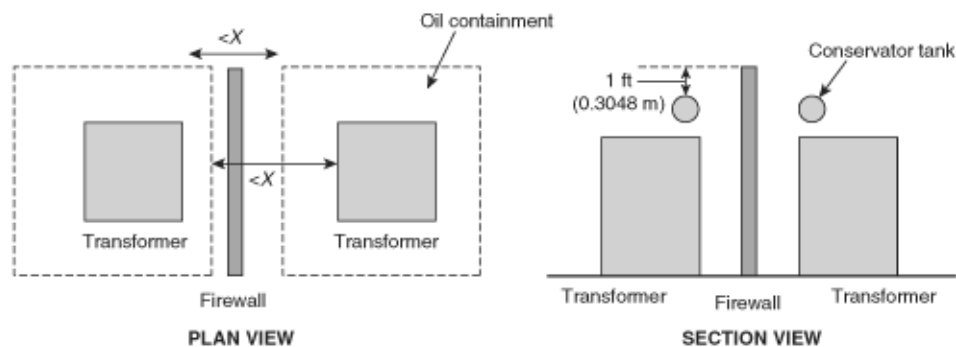 Oil containment
<X
<X
Transformer
Transformer
Firewall
PLAN VIEW
Conservator tank
1 ft
(0.3048 m)
Transformer
Firewall
Transformer
SECTION VIEW